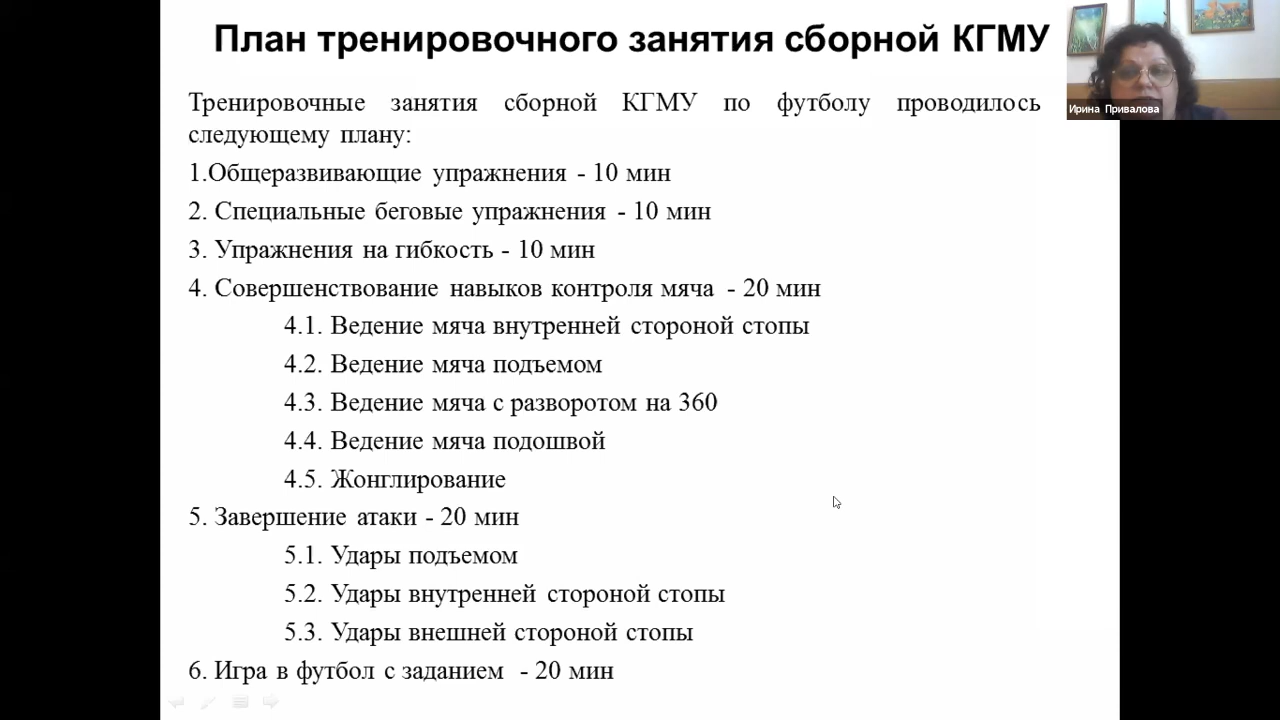 План тренировочного занятия сборной КГМУ
Ирина Привалова
Тренировочные занятия сборной КГМУ по футболу проводилось
следующему плану:
1.Общеразвивающие упражнения - 10 мин
2. Специальные беговые упражнения - 10 мин
3. Упражнения на гибкость - 10 мин
4. Совершенствование навыков контроля мяча - 20 мин
4.1. Ведение мяча внутренней стороной стопы
4.2. Ведение мяча подъемом
4.3. Ведение мяча с разворотом на 360
4.4. Ведение мяча подошвой
4.5. Жонглирование
5. Завершение атаки - 20 мин
5.1. Удары подъемом
5.2. Удары внутренней стороной стопы
5.3. Удары внешней стороной стопы
6. Игра в футбол с заданием - 20 мин